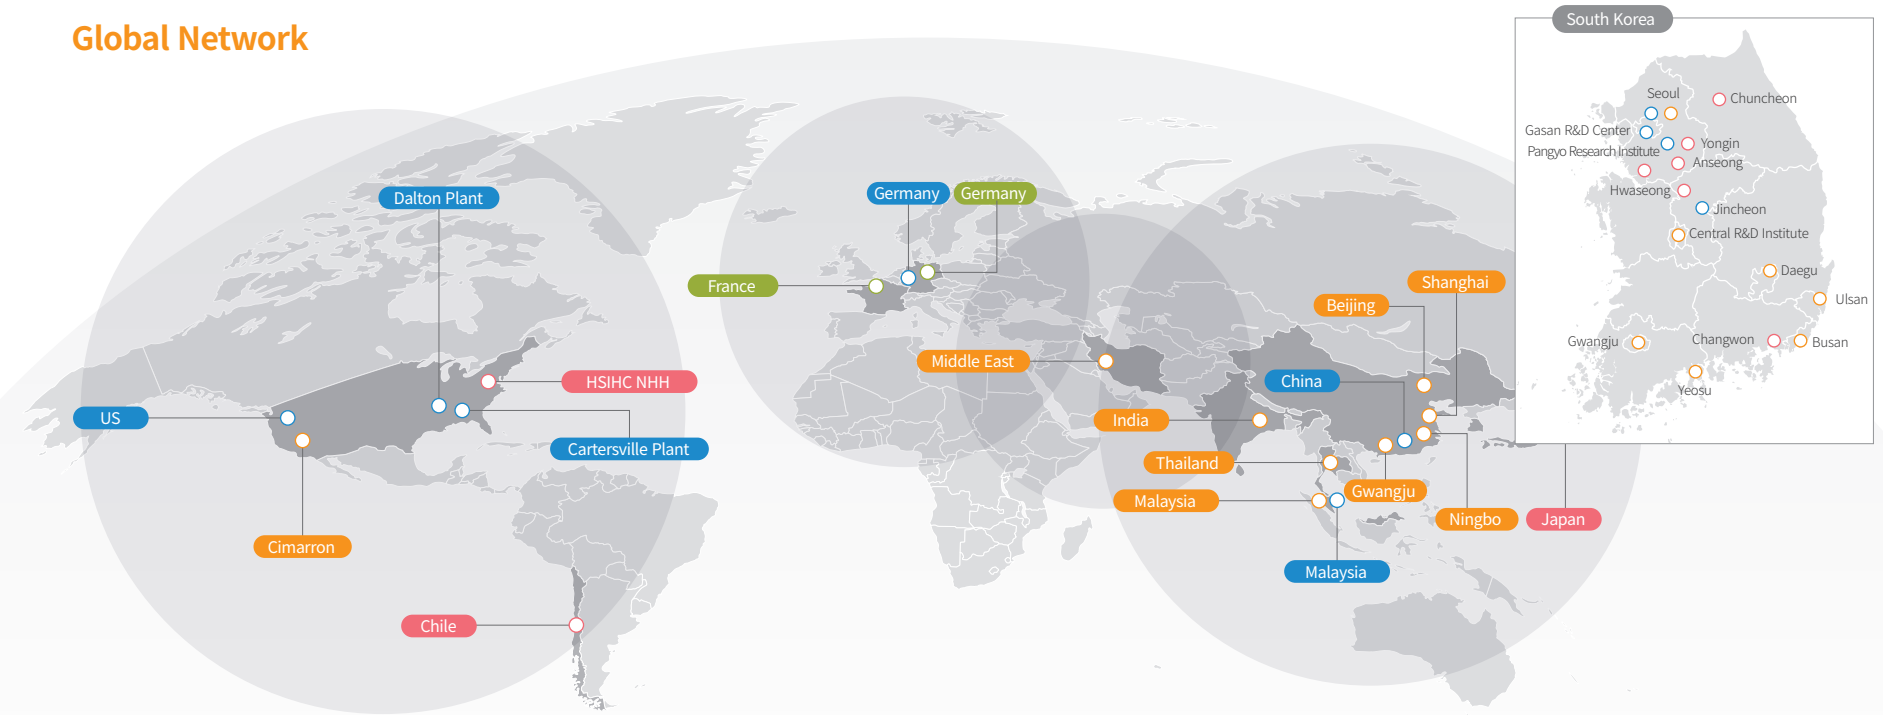 Global Network
Dalton Plant
US
HSIHC NHH
Cartersville Plant
Cimarron
Chile
Germany
Germany
France
Middle East
India
Thailand
Malaysia
Malaysia
China
Beijing
Shanghai
Gwangju
Ningbo
Japan
South Korea
Seoul
Chuncheon
Gasan R&D Center
Pangyo Research Institute
Yongin
Anseong
Hwaseong
Jincheon
Central R&D Institute
Daegu
Ulsan
Gwangju
Changwon
Busan
Yeosu